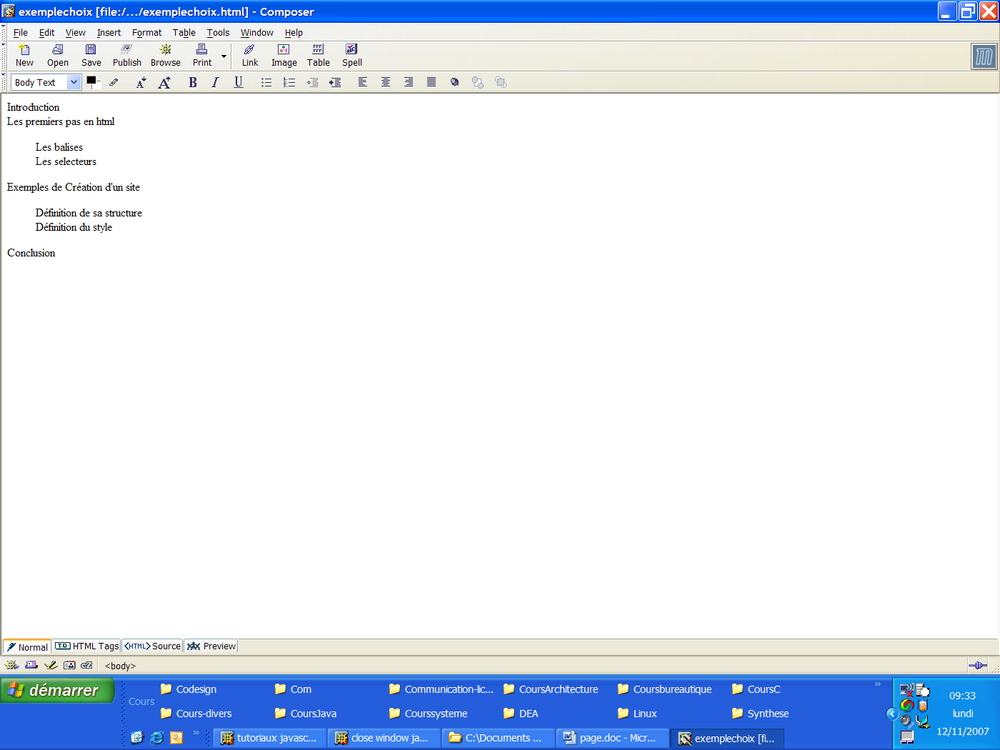 exemplechoix [file:/.../exemplechoix.html] - Composer
File Edit View Insert Format Table Tools Window Help
New Open Save Publish Browse Print Link Image Table Spell
Body Text B I U
Introduction
Les premiers pas en html
Les balises
Les selecteurs
Exemples de Création d'un site
Définition de sa structure
Définition du style
Conclusion
Normal TD HTML Tags <HTML> Source Preview
<body>
démarrer
Cours
Codesign Com Communication-lic... CoursArchitecture Coursbureautique CoursC
Cours-divers CoursJava Courssysteme DEA Linux Synthese
tutoriaux javasc... close window ja... C:\Documents ... page.doc - Micr... exemplechoix [fi...
09:33
lundi
12/11/2007